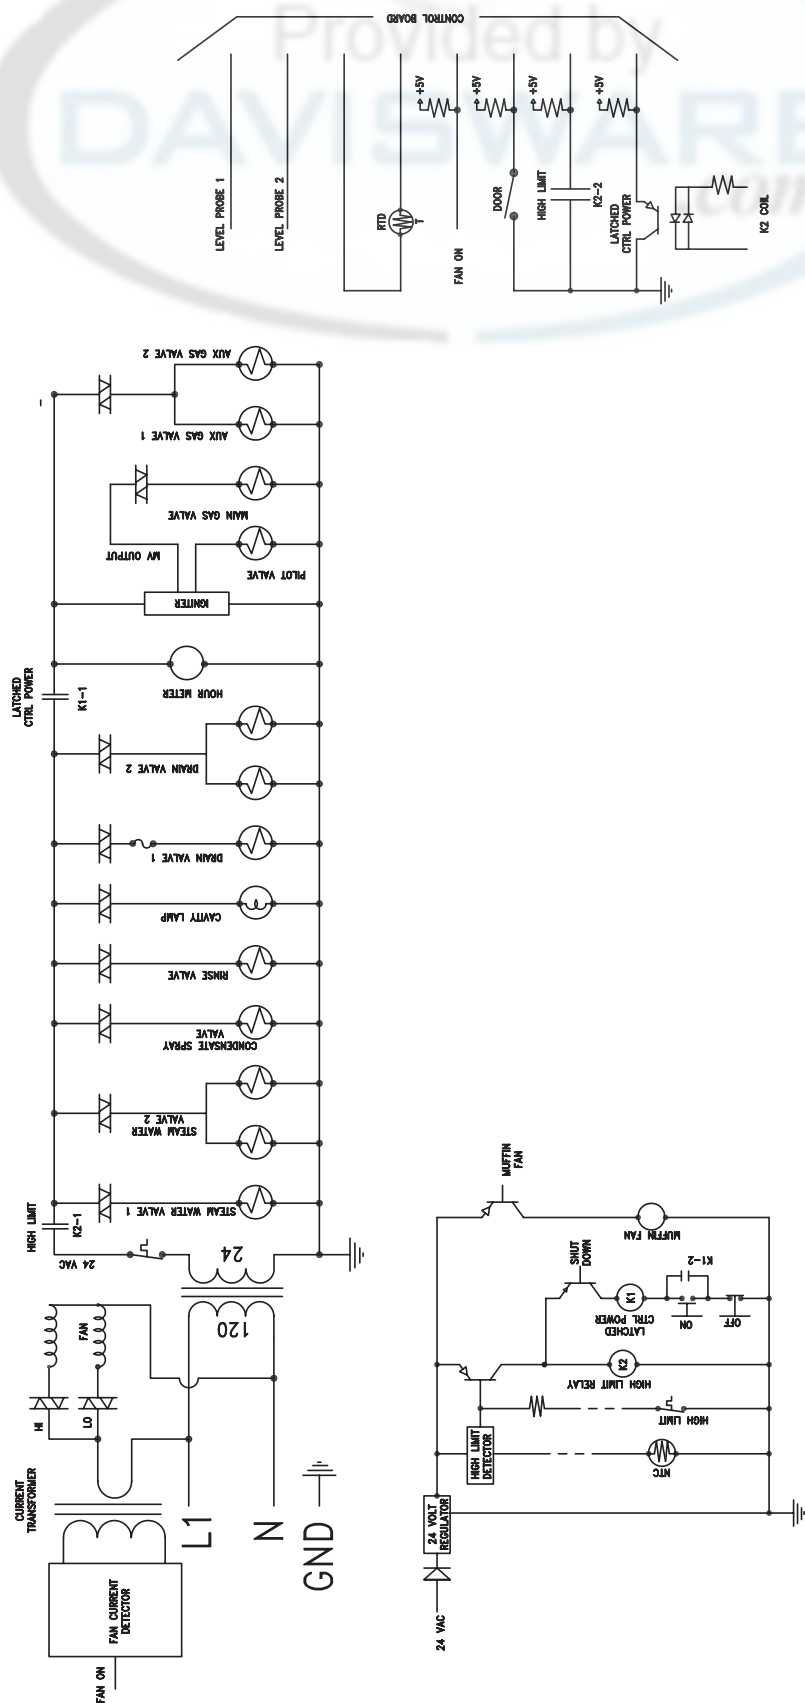 CONTROL BOARD
Provided by
DAVISWARE
.com
+5V
+5V
+5V
+5V
LEVEL PROBE 1
LEVEL PROBE 2
RTD
T
FAN ON
DOOR
HIGH LIMIT
K2-2
LATCHED
CTRL POWER
K2 COIL
AUX GAS VALVE 2
AUX GAS VALVE 1
MAIN GAS VALVE
MV OUTPUT
PILOT VALVE
IGNITER
HOUR METER
LATCHED
CTRL POWER
K1-1
DRAIN VALVE 2
DRAIN VALVE 1
CAVITY LAMP
RINSE VALVE
CONDENSATE SPRAY
VALVE
STEAM WATER
VALVE 2
STEAM WATER VALVE 1
HIGH LIMIT
K2-1
24 VAC
24
120
FAN
HI
LO
CURRENT
TRANSFORMER
L1
N
GND
FAN CURRENT
DETECTOR
FAN ON
MUFFIN
FAN
MUFFIN FAN
SHUT
DOWN
K1-2
K1
LATCHED
CTRL POWER
ON
OFF
K2
HIGH LIMIT RELAY
HIGH LIMIT
HIGH LIMIT
DETECTOR
NTC
24 VOLT
REGULATOR
24 VAC